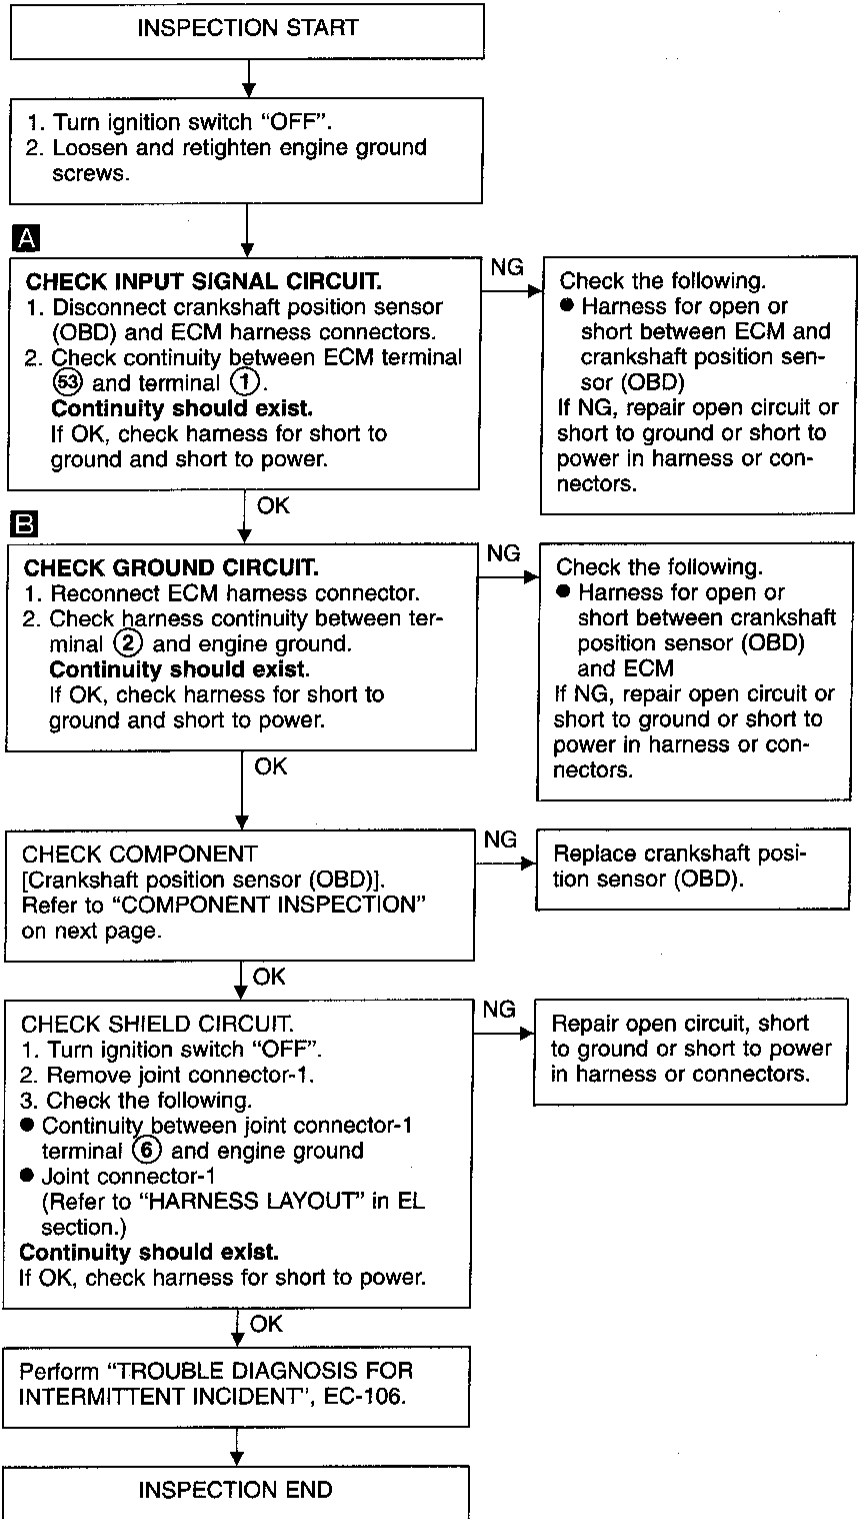 INSPECTION START
1. Turn ignition switch “OFF”.
2. Loosen and retighten engine ground
screws.
A
CHECK INPUT SIGNAL CIRCUIT.
1. Disconnect crankshaft position sensor
(OBD) and ECM harness connectors.
2. Check continuity between ECM terminal
53 and terminal 1.
Continuity should exist.
If OK, check harness for short to
ground and short to power.
NG
Check the following.
● Harness for open or
short between ECM and
crankshaft position sen-
sor (OBD)
If NG, repair open circuit or
short to ground or short to
power in harness or con-
nectors.
OK
B
CHECK GROUND CIRCUIT.
1. Reconnect ECM harness connector.
2. Check harness continuity between ter-
minal 2 and engine ground.
Continuity should exist.
If OK, check harness for short to
ground and short to power.
NG
Check the following.
● Harness for open or
short between crankshaft
position sensor (OBD)
and ECM
If NG, repair open circuit or
short to ground or short to
power in harness or con-
nectors.
OK
CHECK COMPONENT
[Crankshaft position sensor (OBD)].
Refer to “COMPONENT INSPECTION”
on next page.
NG
Replace crankshaft posi-
tion sensor (OBD).
OK
CHECK SHIELD CIRCUIT.
1. Turn ignition switch “OFF”.
2. Remove joint connector-1.
3. Check the following.
● Continuity between joint connector-1
terminal 6 and engine ground
● Joint connector-1
(Refer to “HARNESS LAYOUT” in EL
section.)
Continuity should exist.
If OK, check harness for short to power.
NG
Repair open circuit, short
to ground or short to power
in harness or connectors.
OK
Perform “TROUBLE DIAGNOSIS FOR
INTERMITTENT INCIDENT”, EC-106.
INSPECTION END